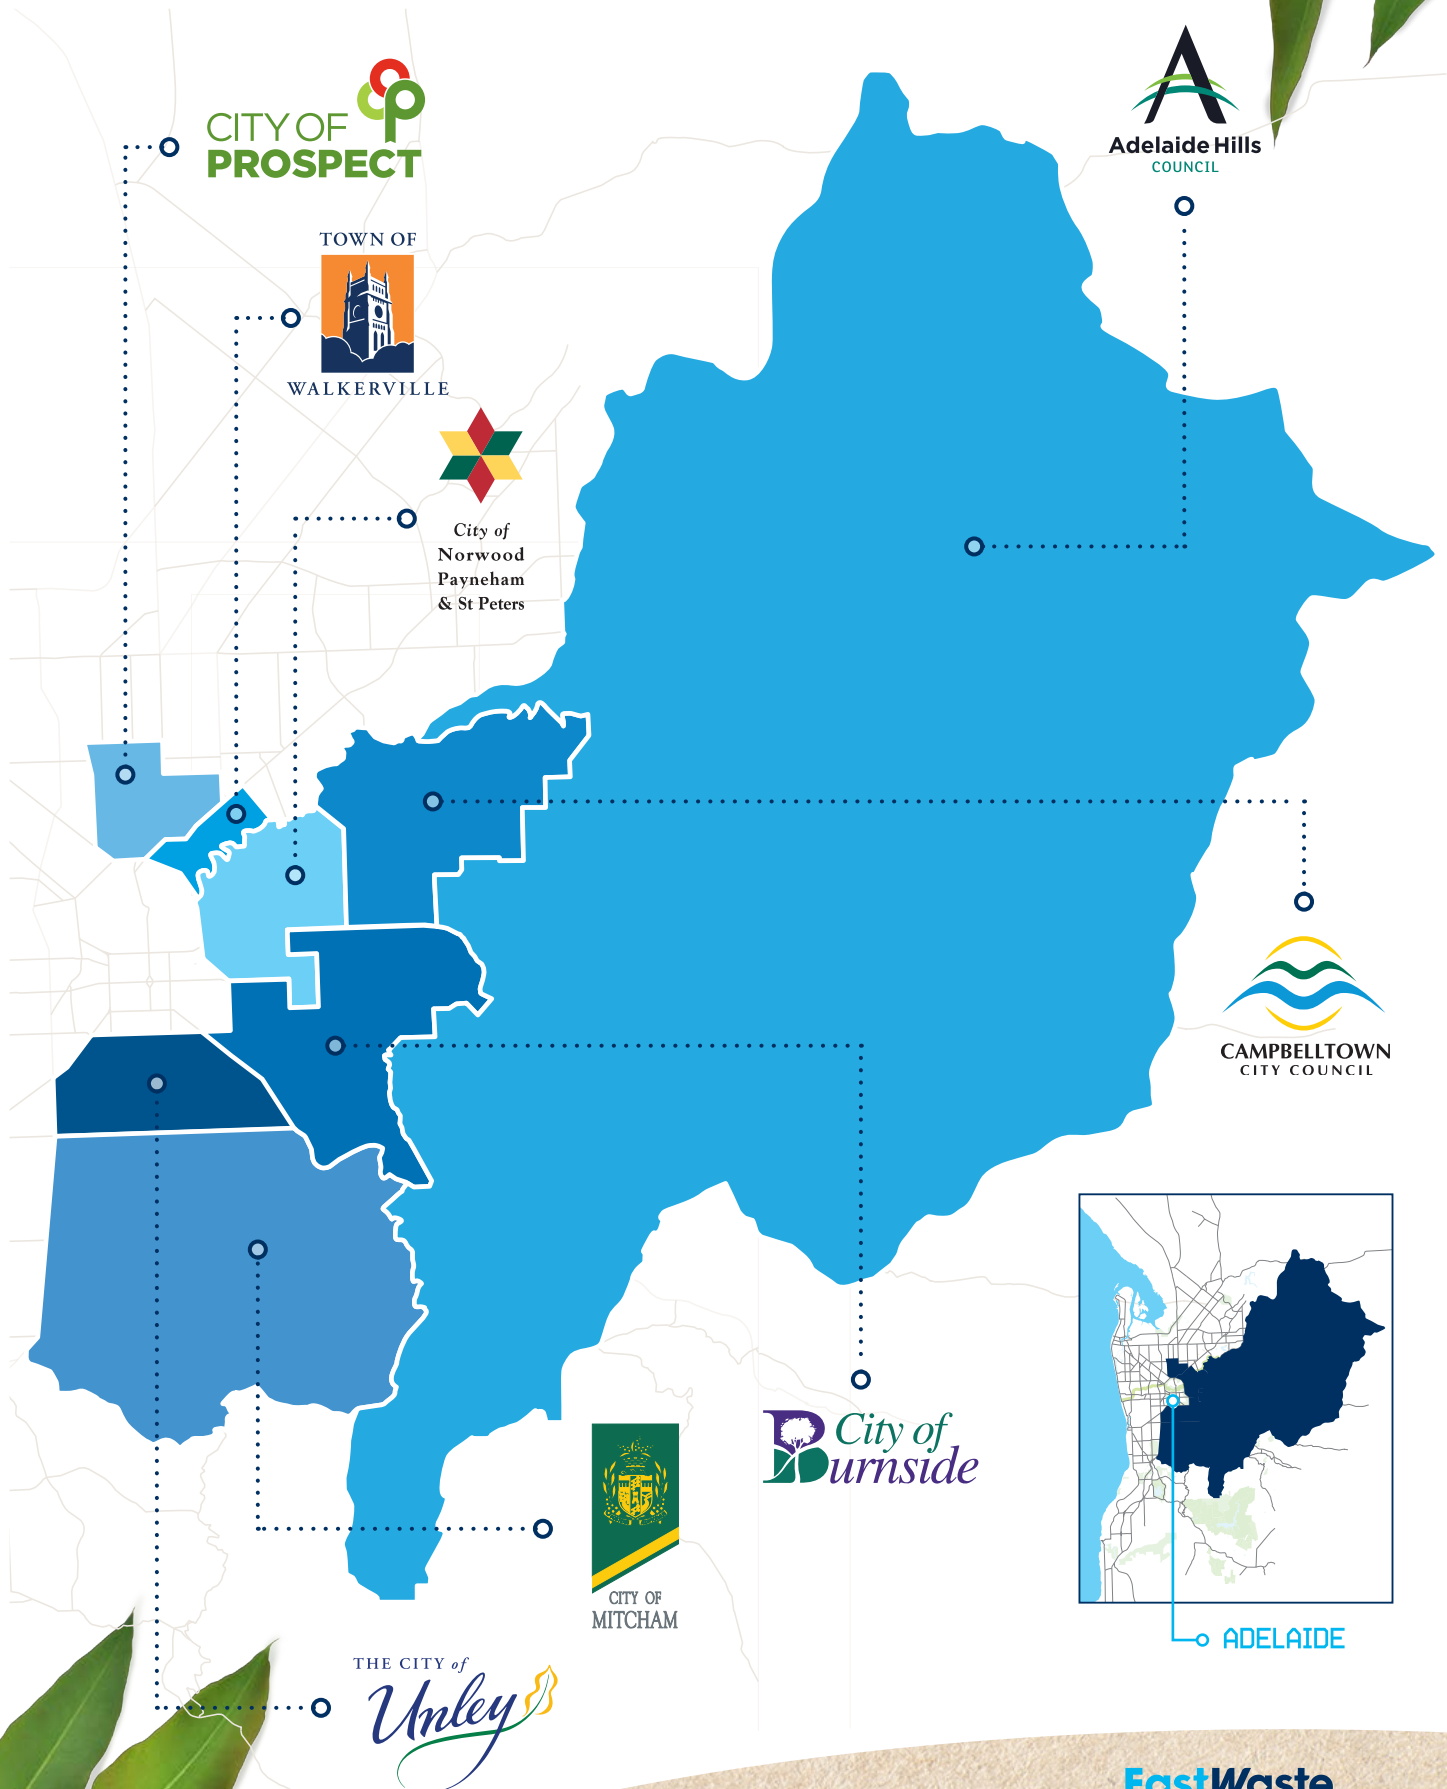 CITY OF
PROSPECT
Adelaide Hills
COUNCIL
TOWN OF
WALKERVILLE
City of
Norwood
Payneham
& St Peters
CAMPBELLTOWN
CITY COUNCIL
City of
Burnside
CITY OF
MITCHAM
ADELAIDE
THE CITY of
Unley
EastWaste